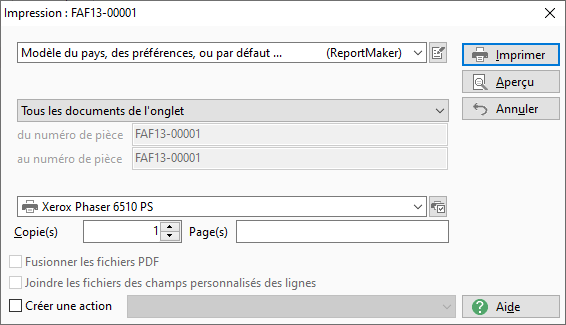 Impression : FAF13-00001
Modèle du pays, des préférences, ou par défaut ... (ReportMaker)
Imprimer
Aperçu
Tous les documents de l'onglet
Annuler
du numéro de pièce FAF13-00001
au numéro de pièce FAF13-00001
Xerox Phaser 6510 PS
Copie(s) 1 Page(s)
Fusionner les fichiers PDF
Joindre les fichiers des champs personnalisés des lignes
Créer une action
Aide